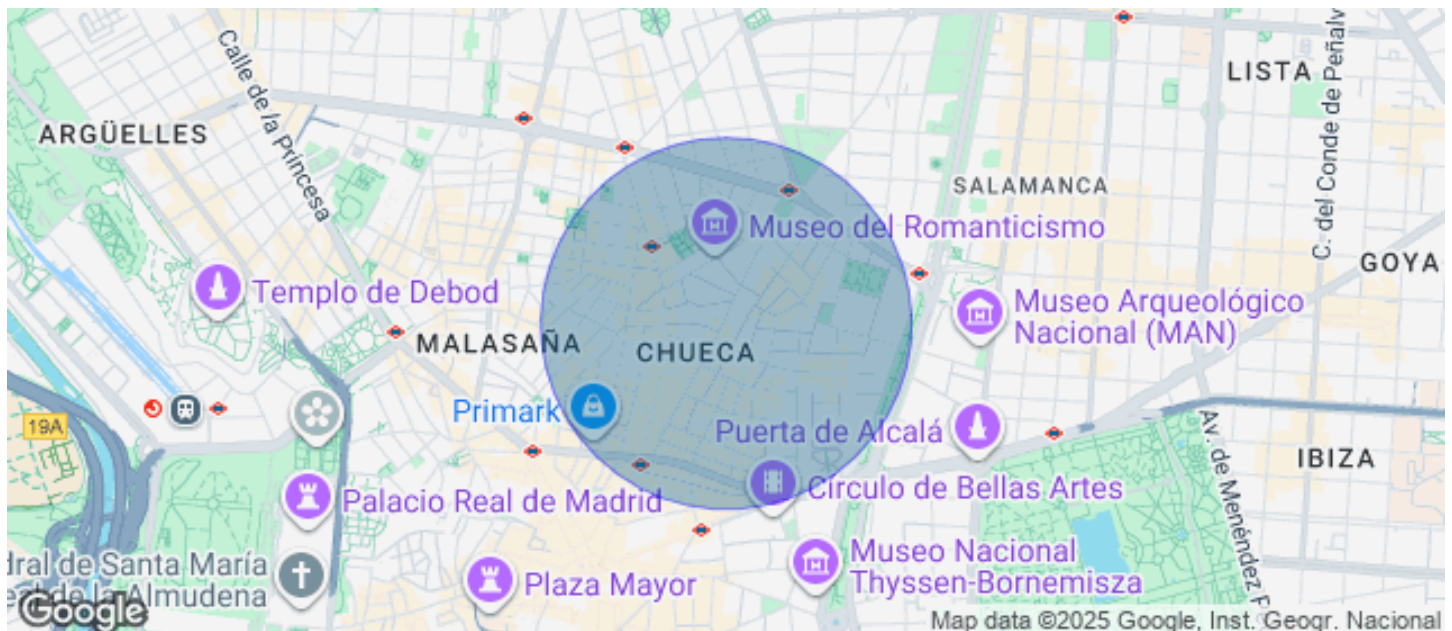 Calle de la Princesa
LISTA
C. del Conde de Peñalv
ARGÜELLES
SALAMANCA
Museo del Romanticismo
GOYA
Templo de Debod
Museo Arqueológico
Nacional (MAN)
MALASAÑA
CHUECA
Primark
19A
Puerta de Alcalá
Av. de Menéndez P
IBIZA
Palacio Real de Madrid
Círculo de Bellas Artes
dral de Santa María
eal de la Almudena
Plaza Mayor
Museo Nacional
Thyssen-Bornemisza
Google
Map data ©2025 Google, Inst. Geogr. Nacional